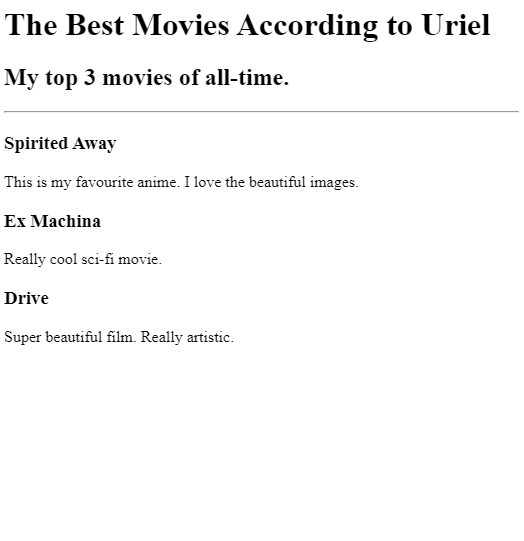 The Best Movies According to Uriel
My top 3 movies of all-time.
Spirited Away
This is my favourite anime. I love the beautiful images.
Ex Machina
Really cool sci-fi movie.
Drive
Super beautiful film. Really artistic.